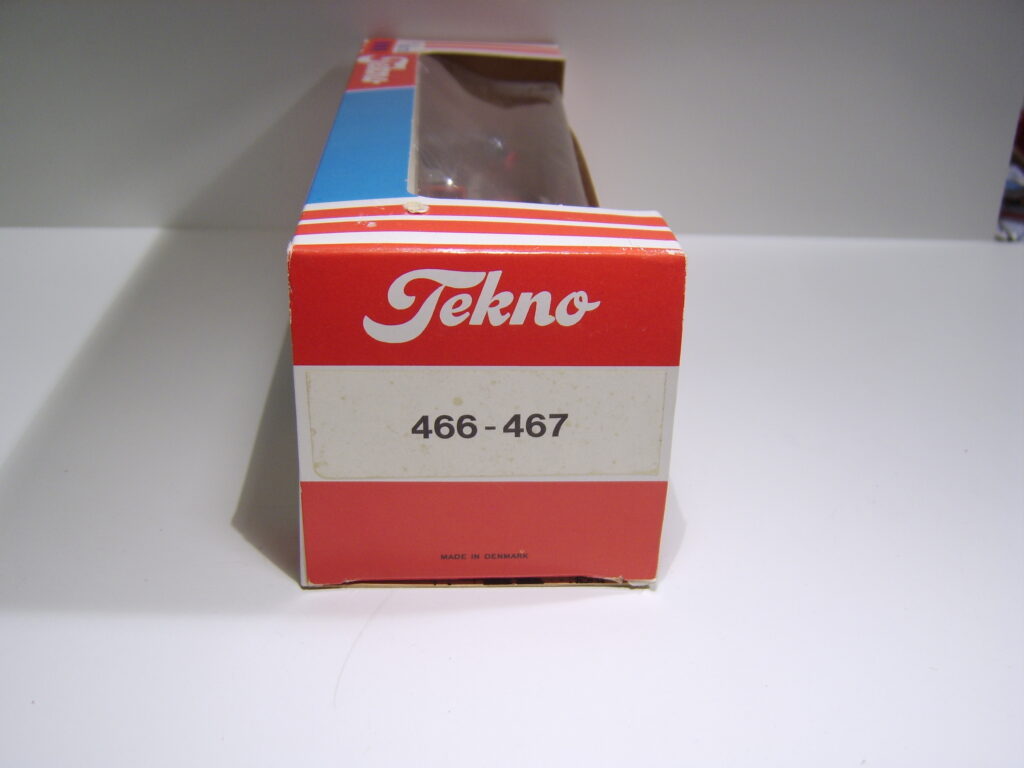 Tekno
466 - 467
MADE IN DENMARK